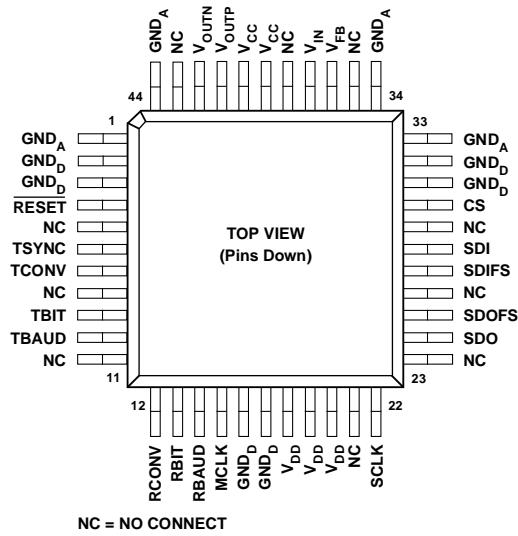 GNDA
NC
VOUTN
VOUTP
VCC
VCC
NC
VIN
VFB
NC
GNDA
44
34
1
33
GNDA
GNDD
GNDD
RESET
NC
TSYNC
TCONV
NC
TBIT
TBAUD
NC
TOP VIEW
(Pins Down)
GNDA
GNDD
GNDD
CS
NC
SDI
SDIFS
NC
SDOFS
SDO
NC
11
23
12
22
RCONV
RBIT
RBAUD
MCLK
GNDD
GNDD
VDD
VDD
VDD
NC
SCLK
NC = NO CONNECT